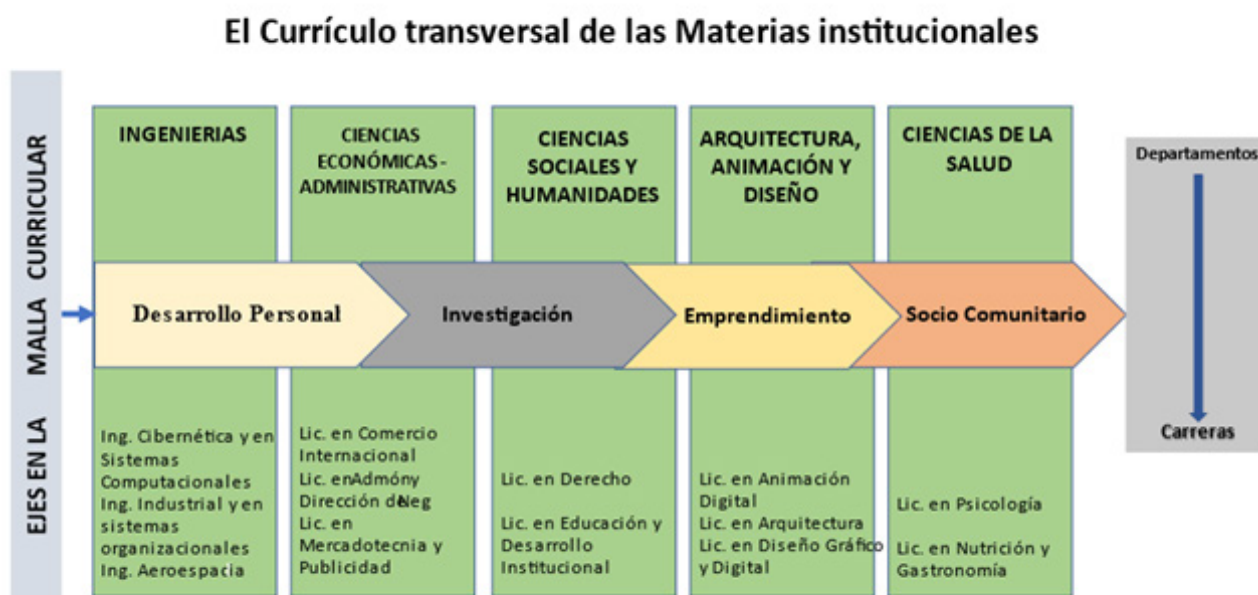 El Currículo transversal de las Materias institucionales
EJES EN LA MALLA CURRICULAR
INGENIERIAS
CIENCIAS
ECONÓMICAS -
ADMINISTRATIVAS
CIENCIAS
SOCIALES Y
HUMANIDADES
ARQUITECTURA,
ANIMACIÓN Y
DISEÑO
CIENCIAS DE LA
SALUD
Departamentos
Desarrollo Personal
Investigación
Emprendimiento
Socio Comunitario
Carreras
Ing. Cibernética y en
Sistemas
Computacionales
Ing. Industrial y en
sistemas
organizacionales
Ing. Aeroespacia
Lic. en Comercio
Internacional
Lic. enAdmóny
Dirección de Neg
Lic. en
Mercadotecnia y
Publicidad
Lic. en Derecho
Lic. en Educación y
Desarrollo
Institucional
Lic. en Animación
Digital
Lic. en Arquitectura
Lic. en Diseño Gráfico
y Digital
Lic. en Psicología
Lic. en Nutrición y
Gastronomía